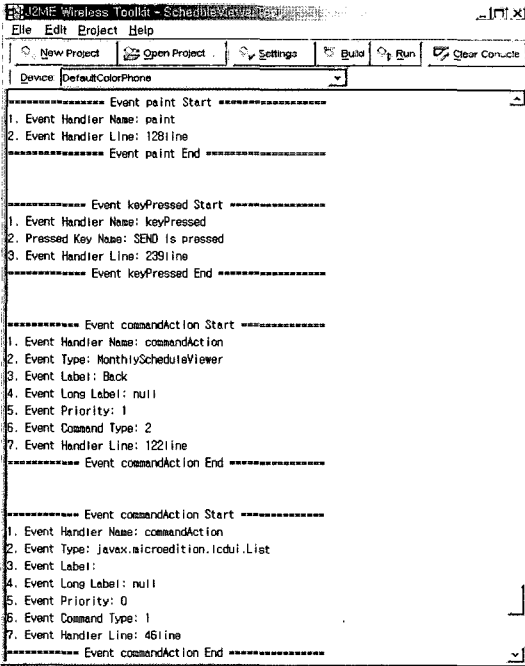 J2ME Wireless Toolkit - ScheduleViewer
File Edit Project Help
New Project Open Project . Settings Build Run Clear Console
Device: DefaultColorPhone
================ Event paint Start ====================
1. Event Handler Name: paint
2. Event Handler Line: 128line
================ Event paint End ====================
============== Event keyPressed Start ================
1. Event Handler Name: keyPressed
2. Pressed Key Name: SEND is pressed
3. Event Handler Line: 239line
============== Event keyPressed End ==================
============ Event commandAction Start ==============
1. Event Handler Name: commandAction
2. Event Type: MonthlyScheduleViewer
3. Event Label: Back
4. Event Long Label: null
5. Event Priority: 1
6. Event Command Type: 2
7. Event Handler Line: 122line
============ Event commandAction End ================
============ Event commandAction Start ==============
1. Event Handler Name: commandAction
2. Event Type: javax.microedition.lcdui.List
3. Event Label:
4. Event Long Label: null
5. Event Priority: 0
6. Event Command Type: 1
7. Event Handler Line: 46line
============ Event commandAction End ================